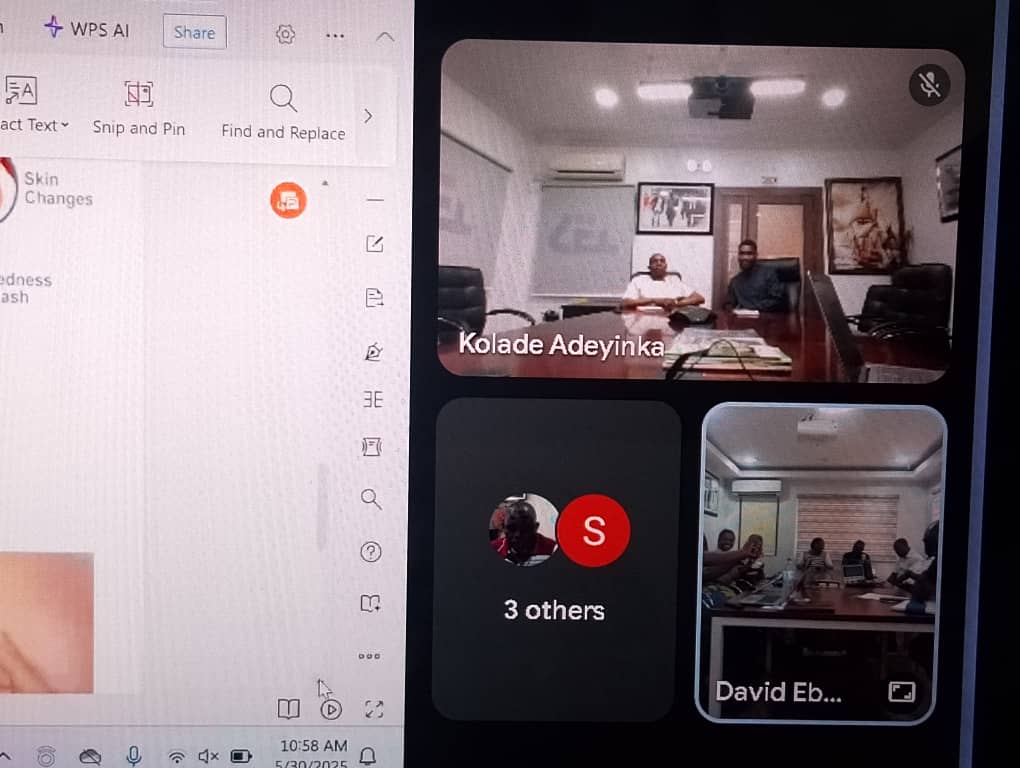 WPS AI
Share
act Text
Snip and Pin
Find and Replace
Skin
Changes
edness
ash
Kolade Adeyinka
S
3 others
David Eb...
10:58 AM
5/30/2025